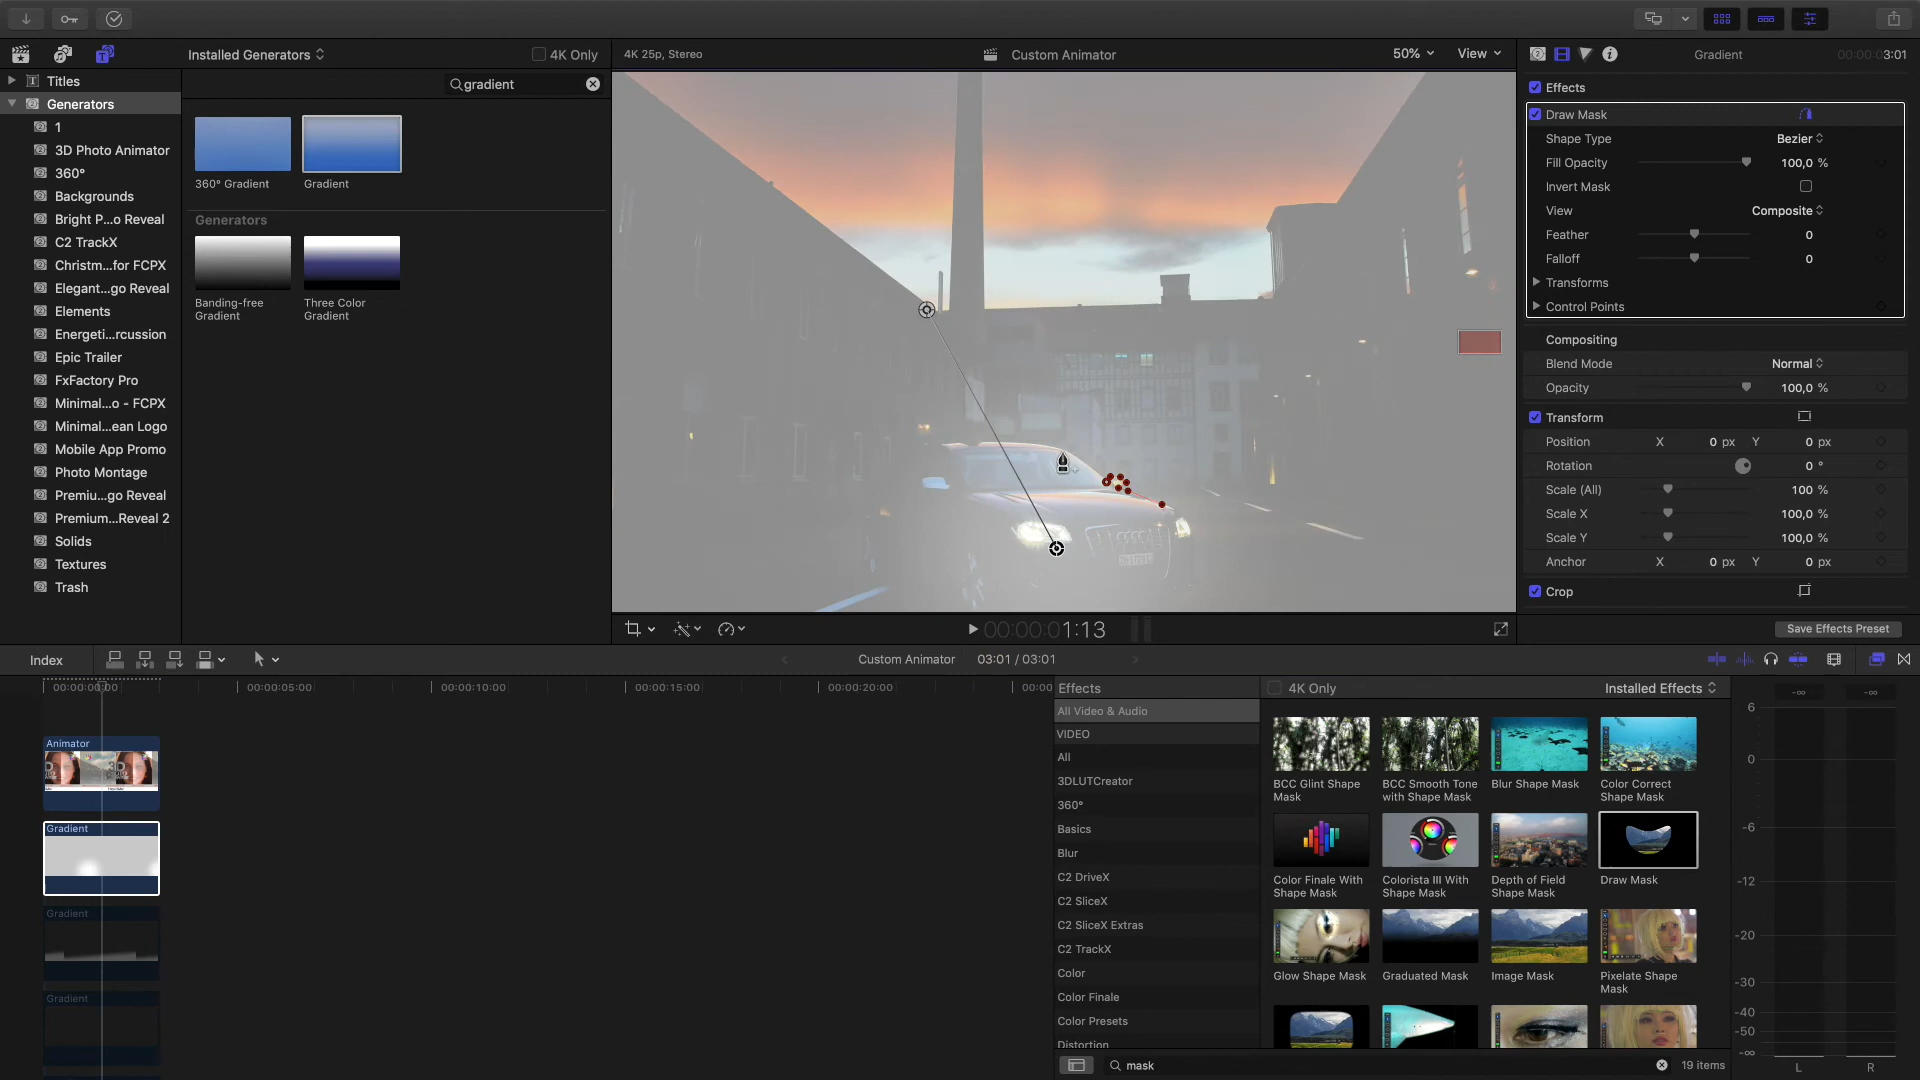 Installed Generators
4K Only
4K 25p, Stereo
Custom Animator
50%
View
Gradient
00:00:03:01
Titles
Generators
1
3D Photo Animator
360°
Backgrounds
Bright P...o Reveal
C2 TrackX
Christm...for FCPX
Elegant...go Reveal
Elements
Energeti...rcussion
Epic Trailer
FxFactory Pro
Minimal...o - FCPX
Minimal...ean Logo
Mobile App Promo
Photo Montage
Premiu...go Reveal
Premium...Reveal 2
Solids
Textures
Trash
gradient
360° Gradient
Gradient
Generators
Banding-free
Gradient
Three Color
Gradient
Effects
Draw Mask
Shape Type
Bezier
Fill Opacity
100,0 %
Invert Mask
View
Composite
Feather
0
Falloff
0
Transforms
Control Points
Compositing
Blend Mode
Normal
Opacity
100,0 %
Transform
Position
X
0 px
Y
0 px
Rotation
0 °
Scale (All)
100 %
Scale X
100,0 %
Scale Y
100,0 %
Anchor
X
0 px
Y
0 px
Crop
Save Effects Preset
00:00:01:13
Index
Custom Animator
03:01 / 03:01
00:00:00:00
00:00:05:00
00:00:10:00
00:00:15:00
00:00:20:00
00:00
Animator
Gradient
Gradient
Gradient
Effects
4K Only
Installed Effects
All Video & Audio
VIDEO
All
3DLUTCreator
360°
Basics
Blur
C2 DriveX
C2 SliceX
C2 SliceX Extras
C2 TrackX
Color
Color Finale
Color Presets
Distortion
BCC Glint Shape
Mask
BCC Smooth Tone
with Shape Mask
Blur Shape Mask
Color Correct
Shape Mask
Color Finale With
Shape Mask
Colorista III With
Shape Mask
Depth of Field
Shape Mask
Draw Mask
Glow Shape Mask
Graduated Mask
Image Mask
Pixelate Shape
Mask
mask
19 items
-∞
-∞
6
0
-6
-12
-20
-30
-40
-50
-∞
L
R